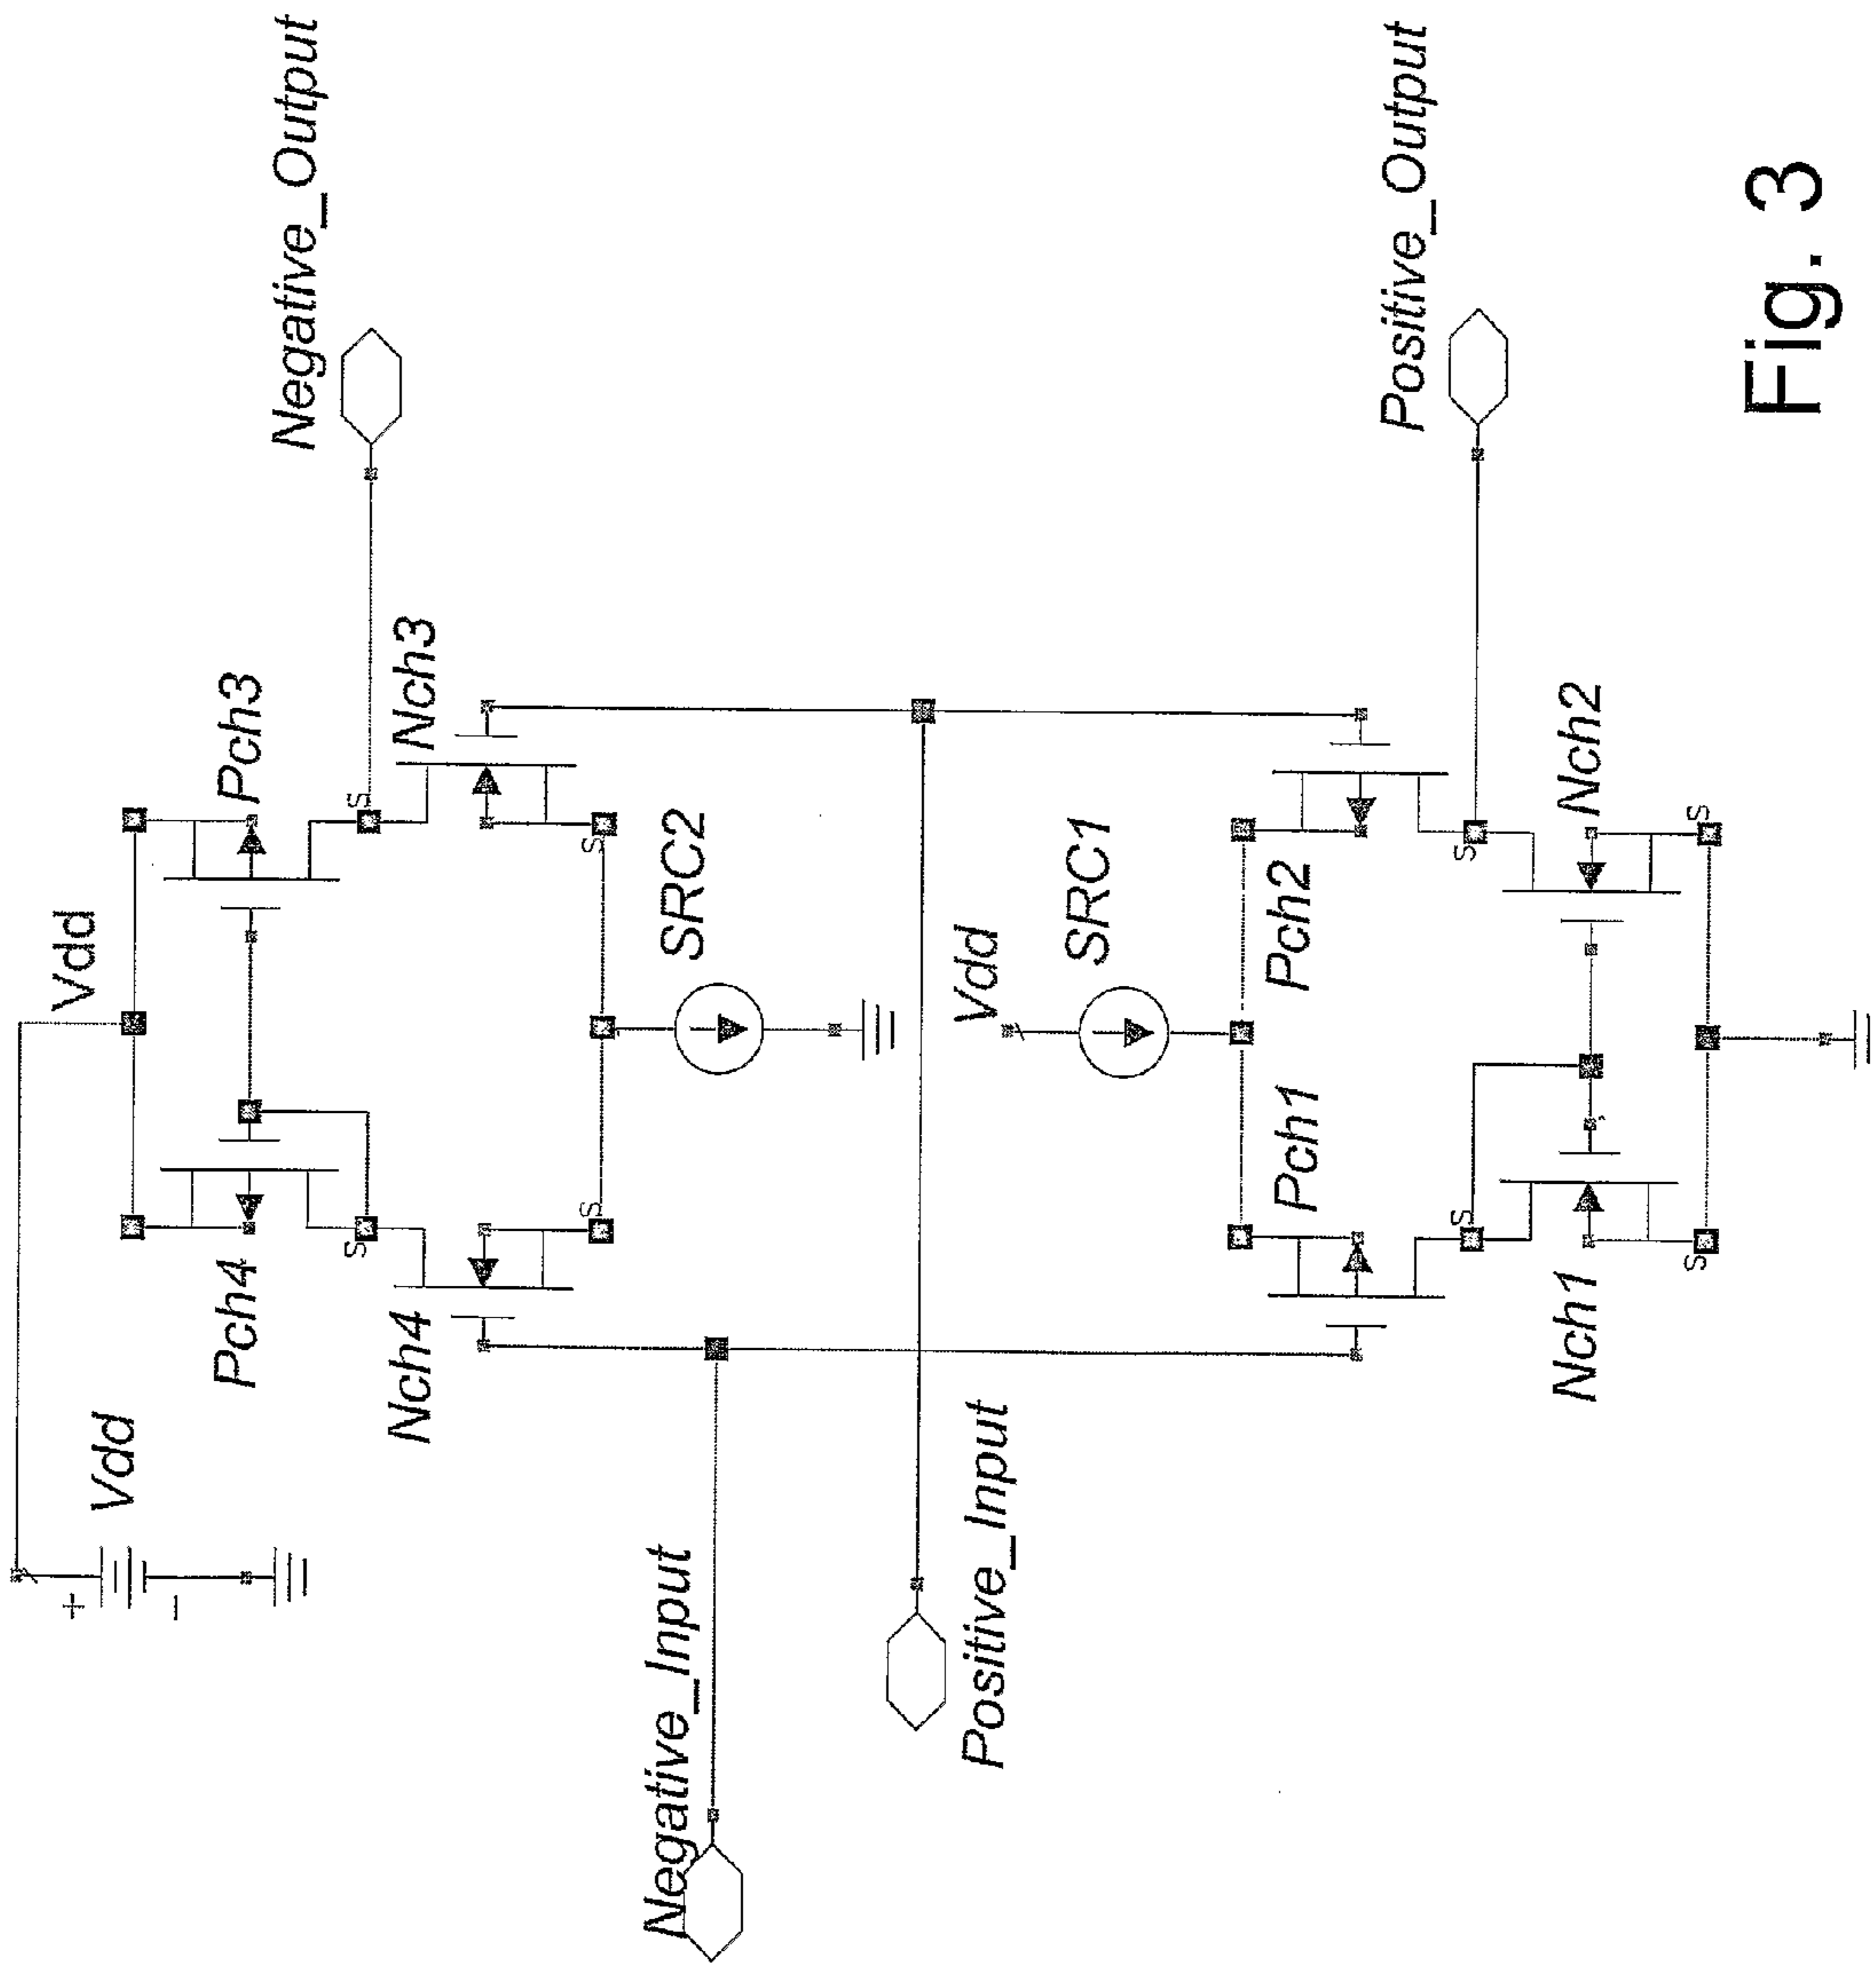 Vdd
Vdd
Pch4
Pch3
S
S
Negative_Output
Nch4
Nch3
S
S
SRC2
Negative_Input
Positive_Input
Vdd
SRC1
Pch1
Pch2
S
S
Positive_Output
Nch1
Nch2
S
S
+
-
Fig. 3